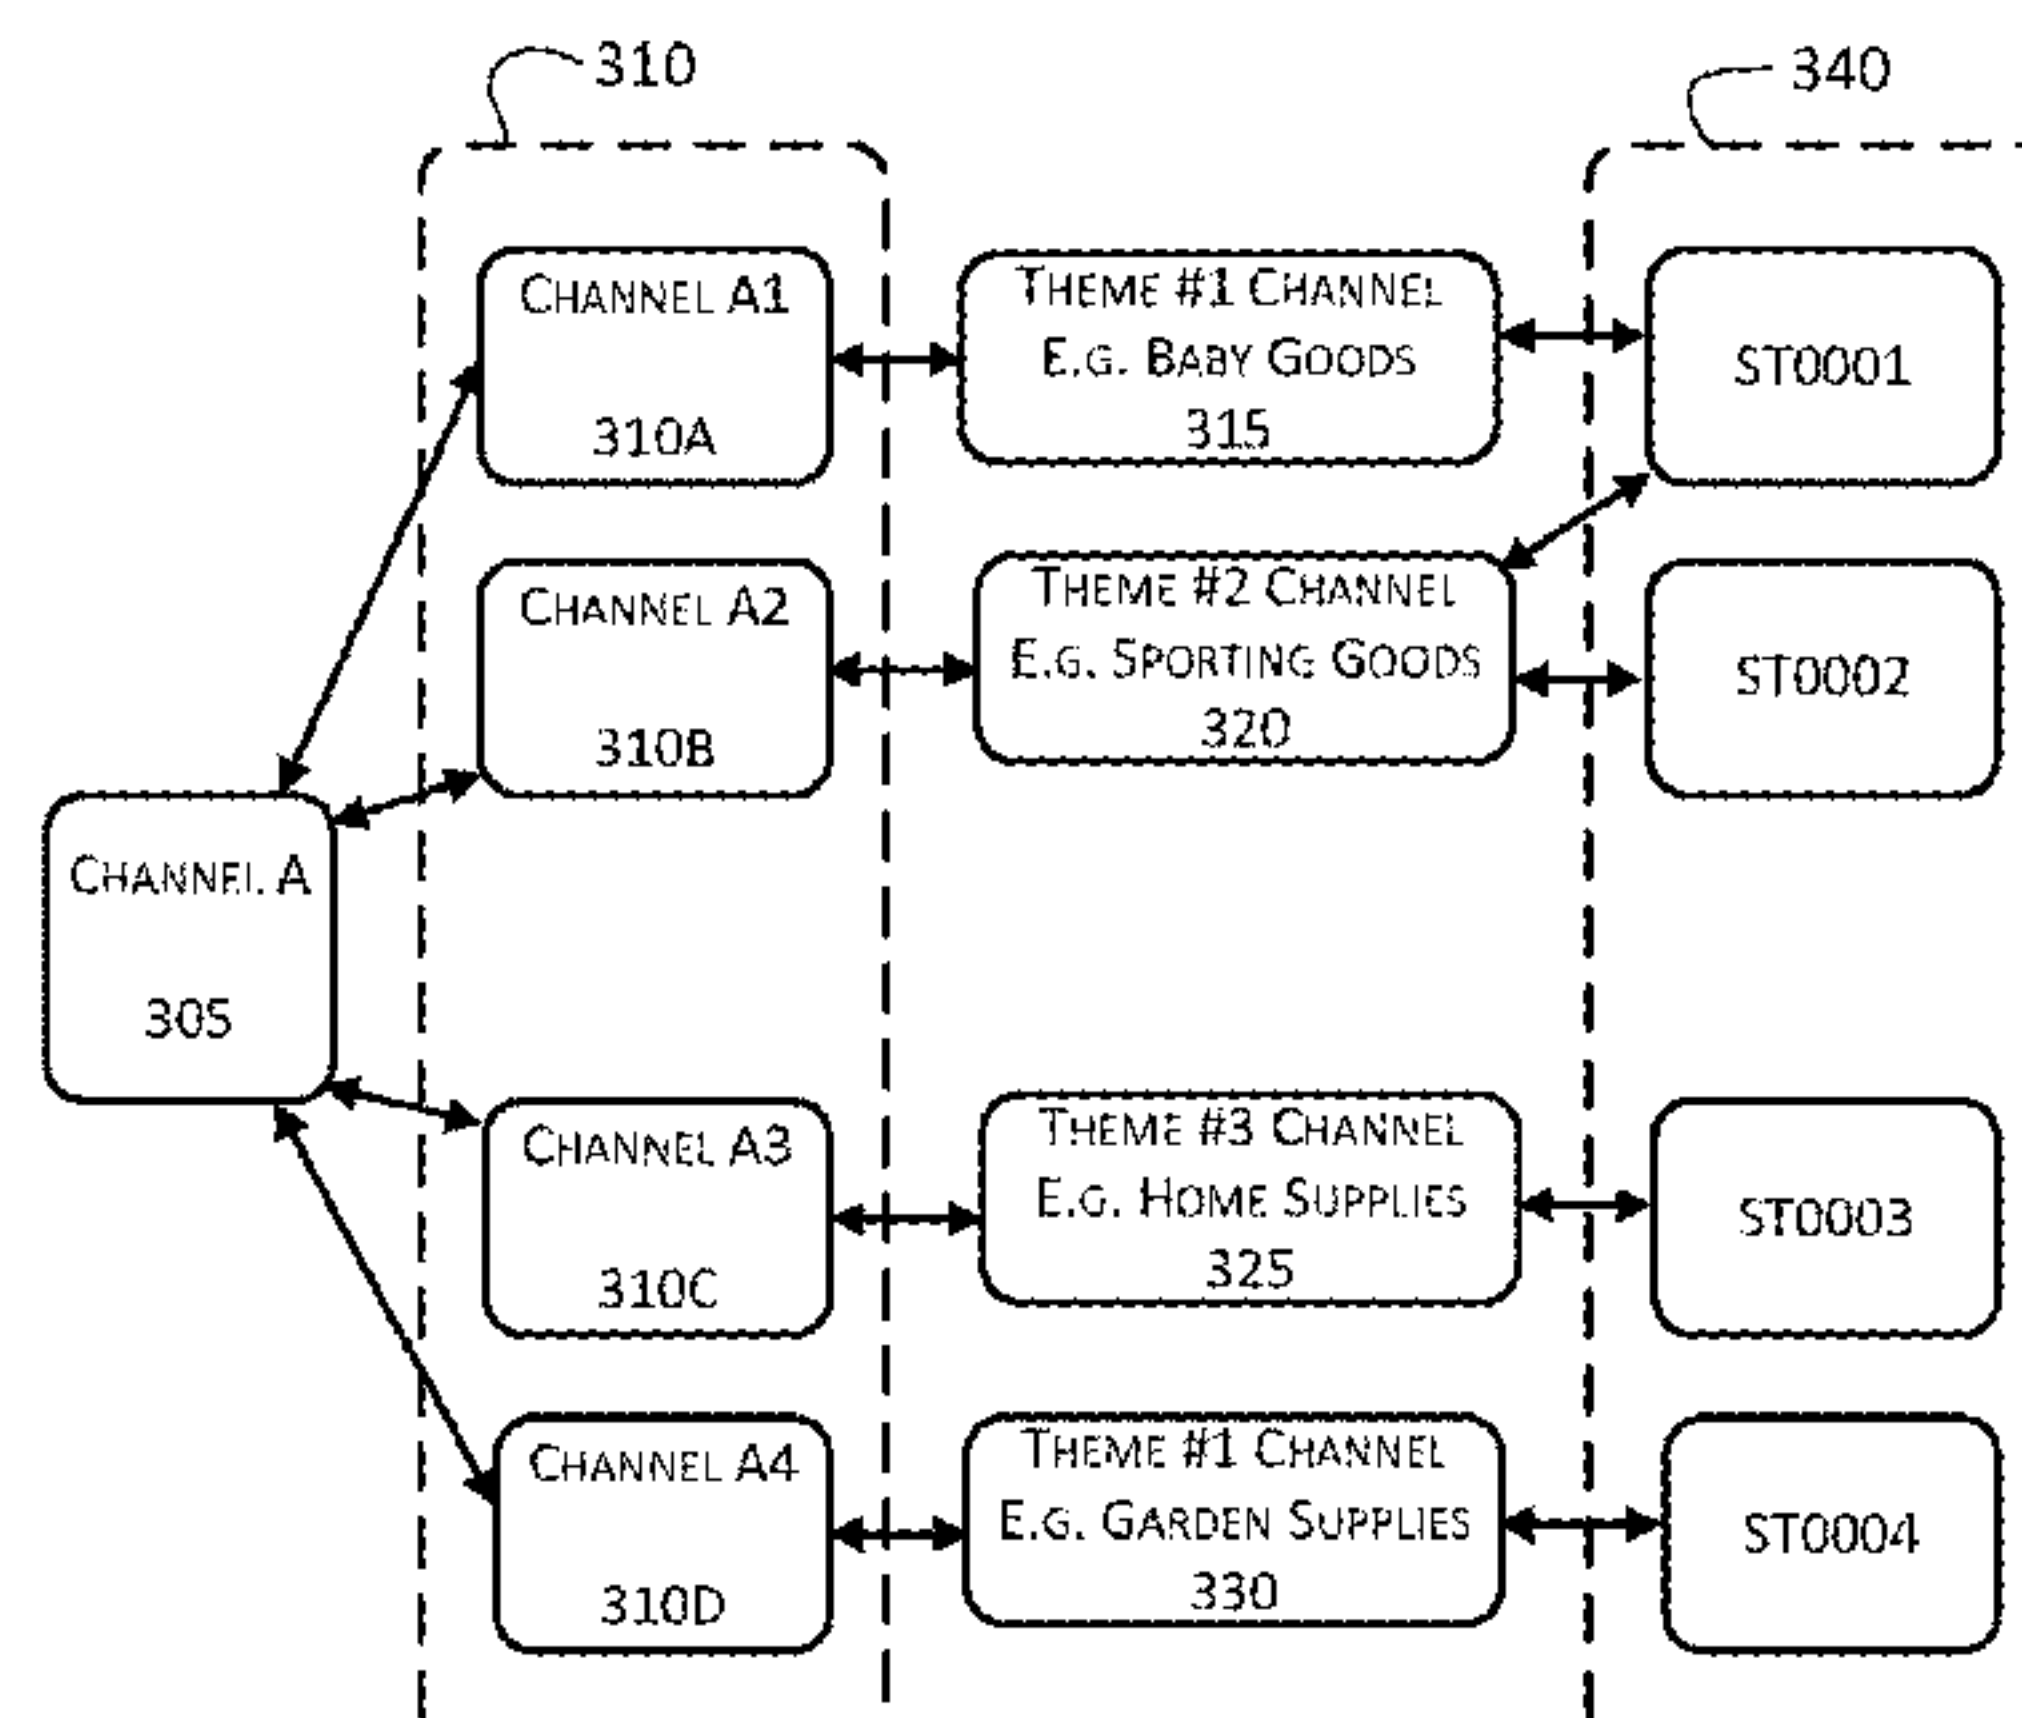 310
340
CHANNEL A1
310A
THEME #1 CHANNEL
E.G. BABY GOODS
315
ST0001
CHANNEL A2
310B
THEME #2 CHANNEL
E.G. SPORTING GOODS
320
ST0002
CHANNEL A
305
CHANNEL A3
310C
THEME #3 CHANNEL
E.G. HOME SUPPLIES
325
ST0003
CHANNEL A4
310D
THEME #1 CHANNEL
E.G. GARDEN SUPPLIES
330
ST0004